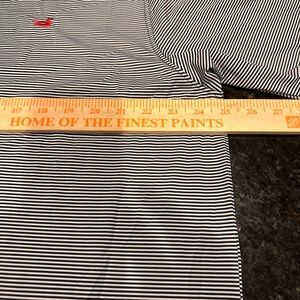 17 18 19 20 21 22 23 24 25 26 27
HOME OF THE FINEST PAINTS